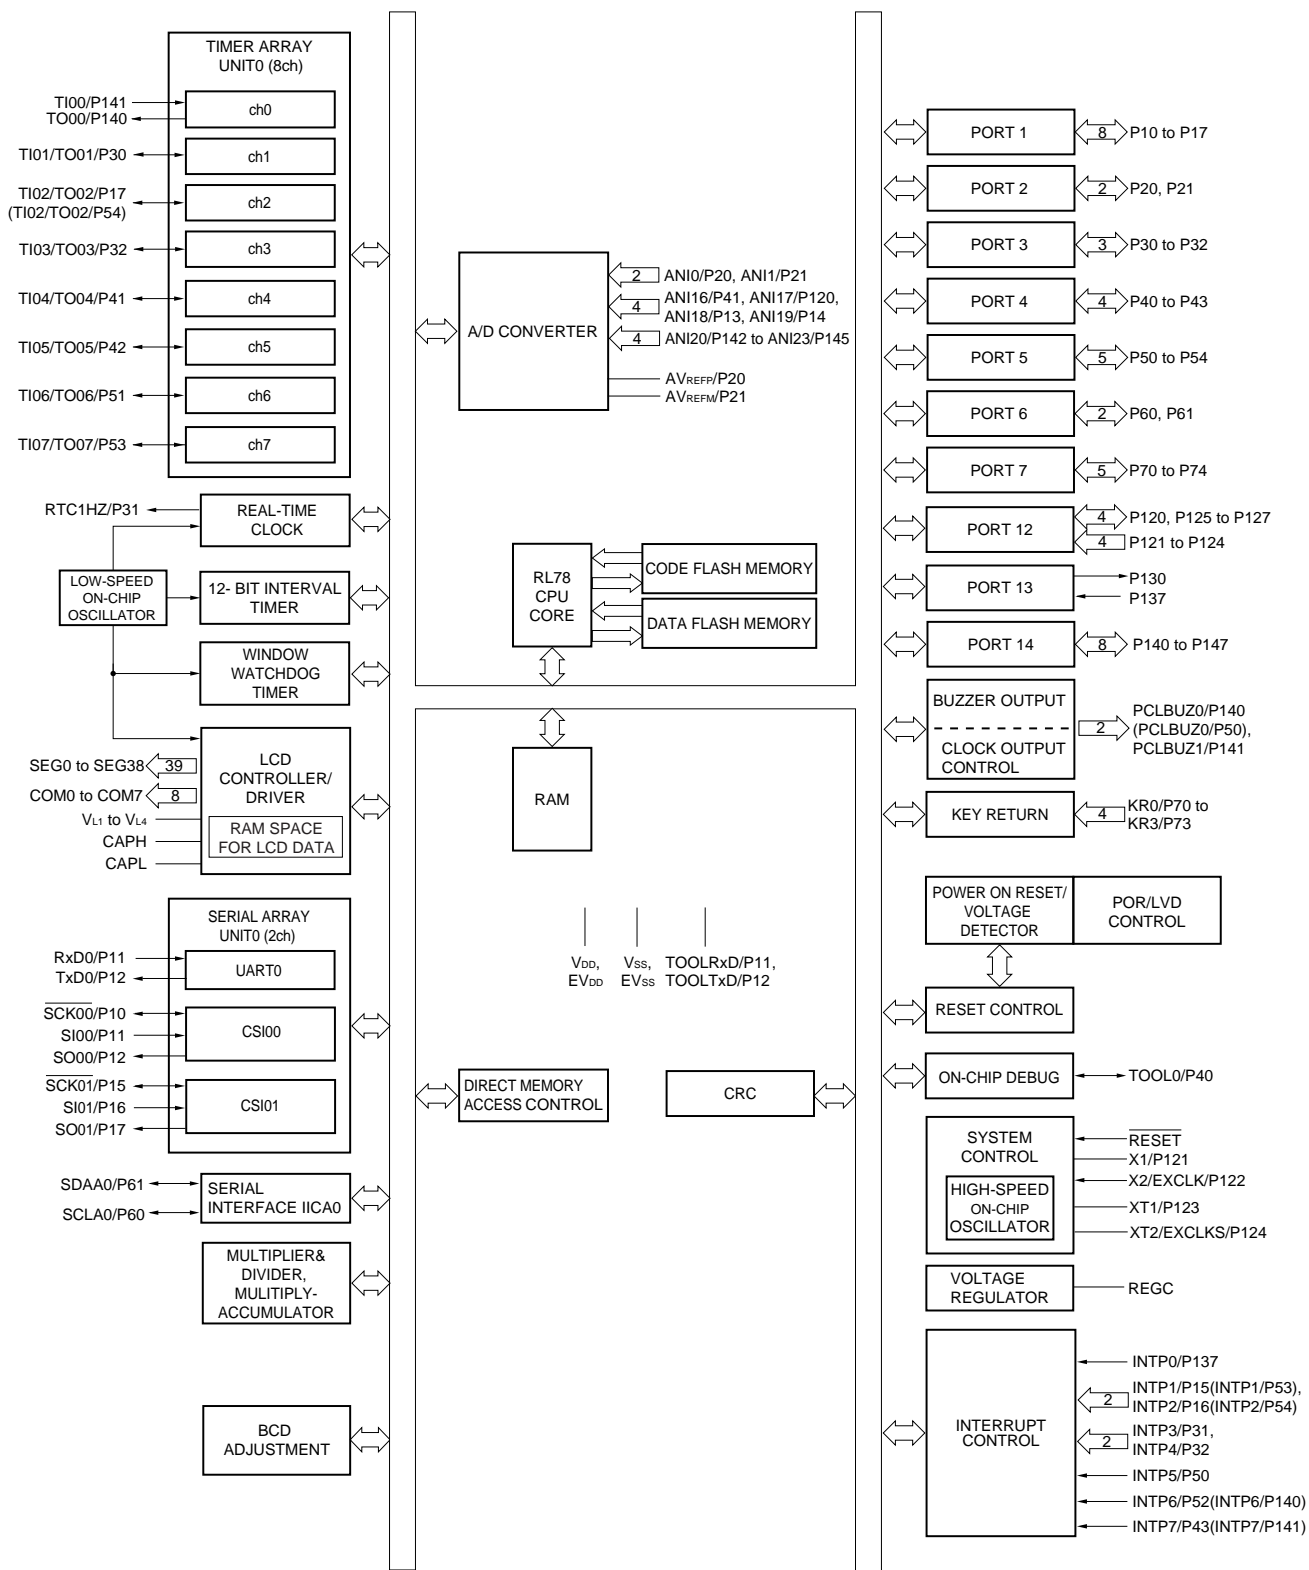 TIMER ARRAY
UNIT0 (8ch)
TI00/P141
TO00/P140
ch0
TI01/TO01/P30
ch1
TI02/TO02/P17
(TI02/TO02/P54)
ch2
TI03/TO03/P32
ch3
TI04/TO04/P41
ch4
TI05/TO05/P42
ch5
TI06/TO06/P51
ch6
TI07/TO07/P53
ch7
RTC1HZ/P31
REAL-TIME
CLOCK
LOW-SPEED
ON-CHIP
OSCILLATOR
12- BIT INTERVAL
TIMER
WINDOW
WATCHDOG
TIMER
SEG0 to SEG38
39
COM0 to COM7
8
VL1 to VL4
CAPH
CAPL
LCD
CONTROLLER/
DRIVER
RAM SPACE
FOR LCD DATA
SERIAL ARRAY
UNIT0 (2ch)
RxD0/P11
TxD0/P12
UART0
SCK00/P10
SI00/P11
SO00/P12
CSI00
SCK01/P15
SI01/P16
SO01/P17
CSI01
SDAA0/P61
SCLA0/P60
SERIAL
INTERFACE IICA0
MULTIPLIER&
DIVIDER,
MULITIPLY-
ACCUMULATOR
BCD
ADJUSTMENT
A/D CONVERTER
2
ANI0/P20, ANI1/P21
4
ANI16/P41, ANI17/P120,
ANI18/P13, ANI19/P14
4
ANI20/P142 to ANI23/P145
AVREFP/P20
AVREFM/P21
RL78
CPU
CORE
CODE FLASH MEMORY
DATA FLASH MEMORY
RAM
VDD,
EVDD
VSS,
EVSS
TOOLRxD/P11,
TOOLTxD/P12
DIRECT MEMORY
ACCESS CONTROL
CRC
PORT 1
8
P10 to P17
PORT 2
2
P20, P21
PORT 3
3
P30 to P32
PORT 4
4
P40 to P43
PORT 5
5
P50 to P54
PORT 6
2
P60, P61
PORT 7
5
P70 to P74
PORT 12
4
P120, P125 to P127
4
P121 to P124
PORT 13
P130
P137
PORT 14
8
P140 to P147
BUZZER OUTPUT
CLOCK OUTPUT
CONTROL
2
PCLBUZ0/P140
(PCLBUZ0/P50),
PCLBUZ1/P141
KEY RETURN
4
KR0/P70 to
KR3/P73
POWER ON RESET/
VOLTAGE
DETECTOR
POR/LVD
CONTROL
RESET CONTROL
ON-CHIP DEBUG
TOOL0/P40
SYSTEM
CONTROL
HIGH-SPEED
ON-CHIP
OSCILLATOR
RESET
X1/P121
X2/EXCLK/P122
XT1/P123
XT2/EXCLKS/P124
VOLTAGE
REGULATOR
REGC
INTERRUPT
CONTROL
INTP0/P137
2
INTP1/P15(INTP1/P53),
INTP2/P16(INTP2/P54)
2
INTP3/P31,
INTP4/P32
INTP5/P50
INTP6/P52(INTP6/P140)
INTP7/P43(INTP7/P141)